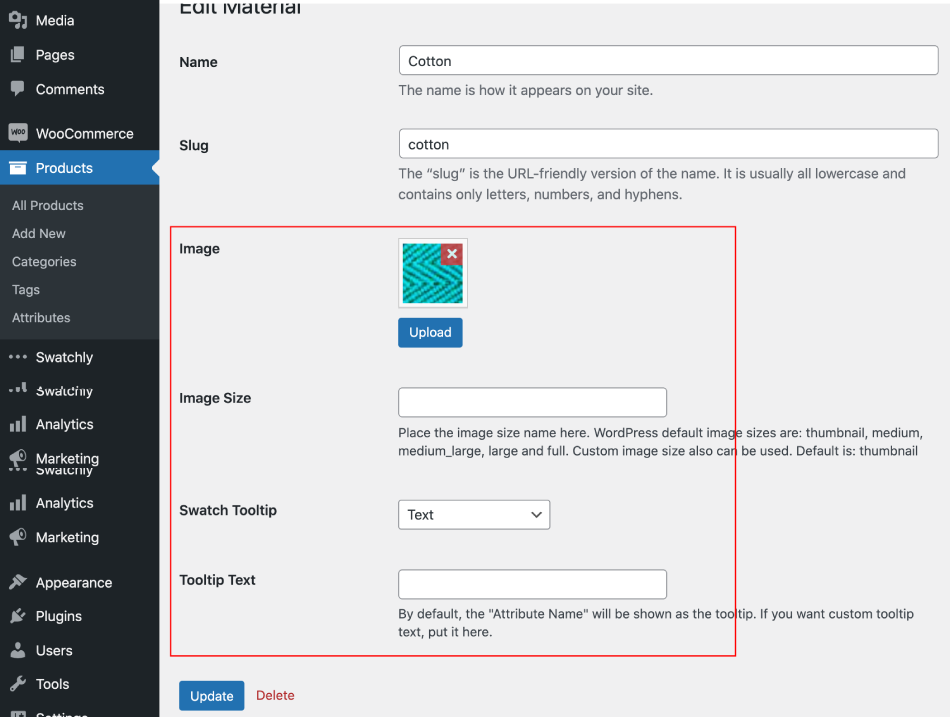 Media
Pages
Comments
WOO WooCommerce
Products
All Products
Add New
Categories
Tags
Attributes
Swatchly
Swatchly
Analytics
Marketing
Swatchly
Analytics
Marketing
Appearance
Plugins
Users
Tools
Settings
Edit Material
Name
Cotton
The name is how it appears on your site.
Slug
cotton
The “slug” is the URL-friendly version of the name. It is usually all lowercase and
contains only letters, numbers, and hyphens.
Image
Upload
Image Size
Place the image size name here. WordPress default image sizes are: thumbnail, medium,
medium_large, large and full. Custom image size also can be used. Default is: thumbnail
Swatch Tooltip
Text
Tooltip Text
By default, the "Attribute Name" will be shown as the tooltip. If you want custom tooltip
text, put it here.
Update Delete